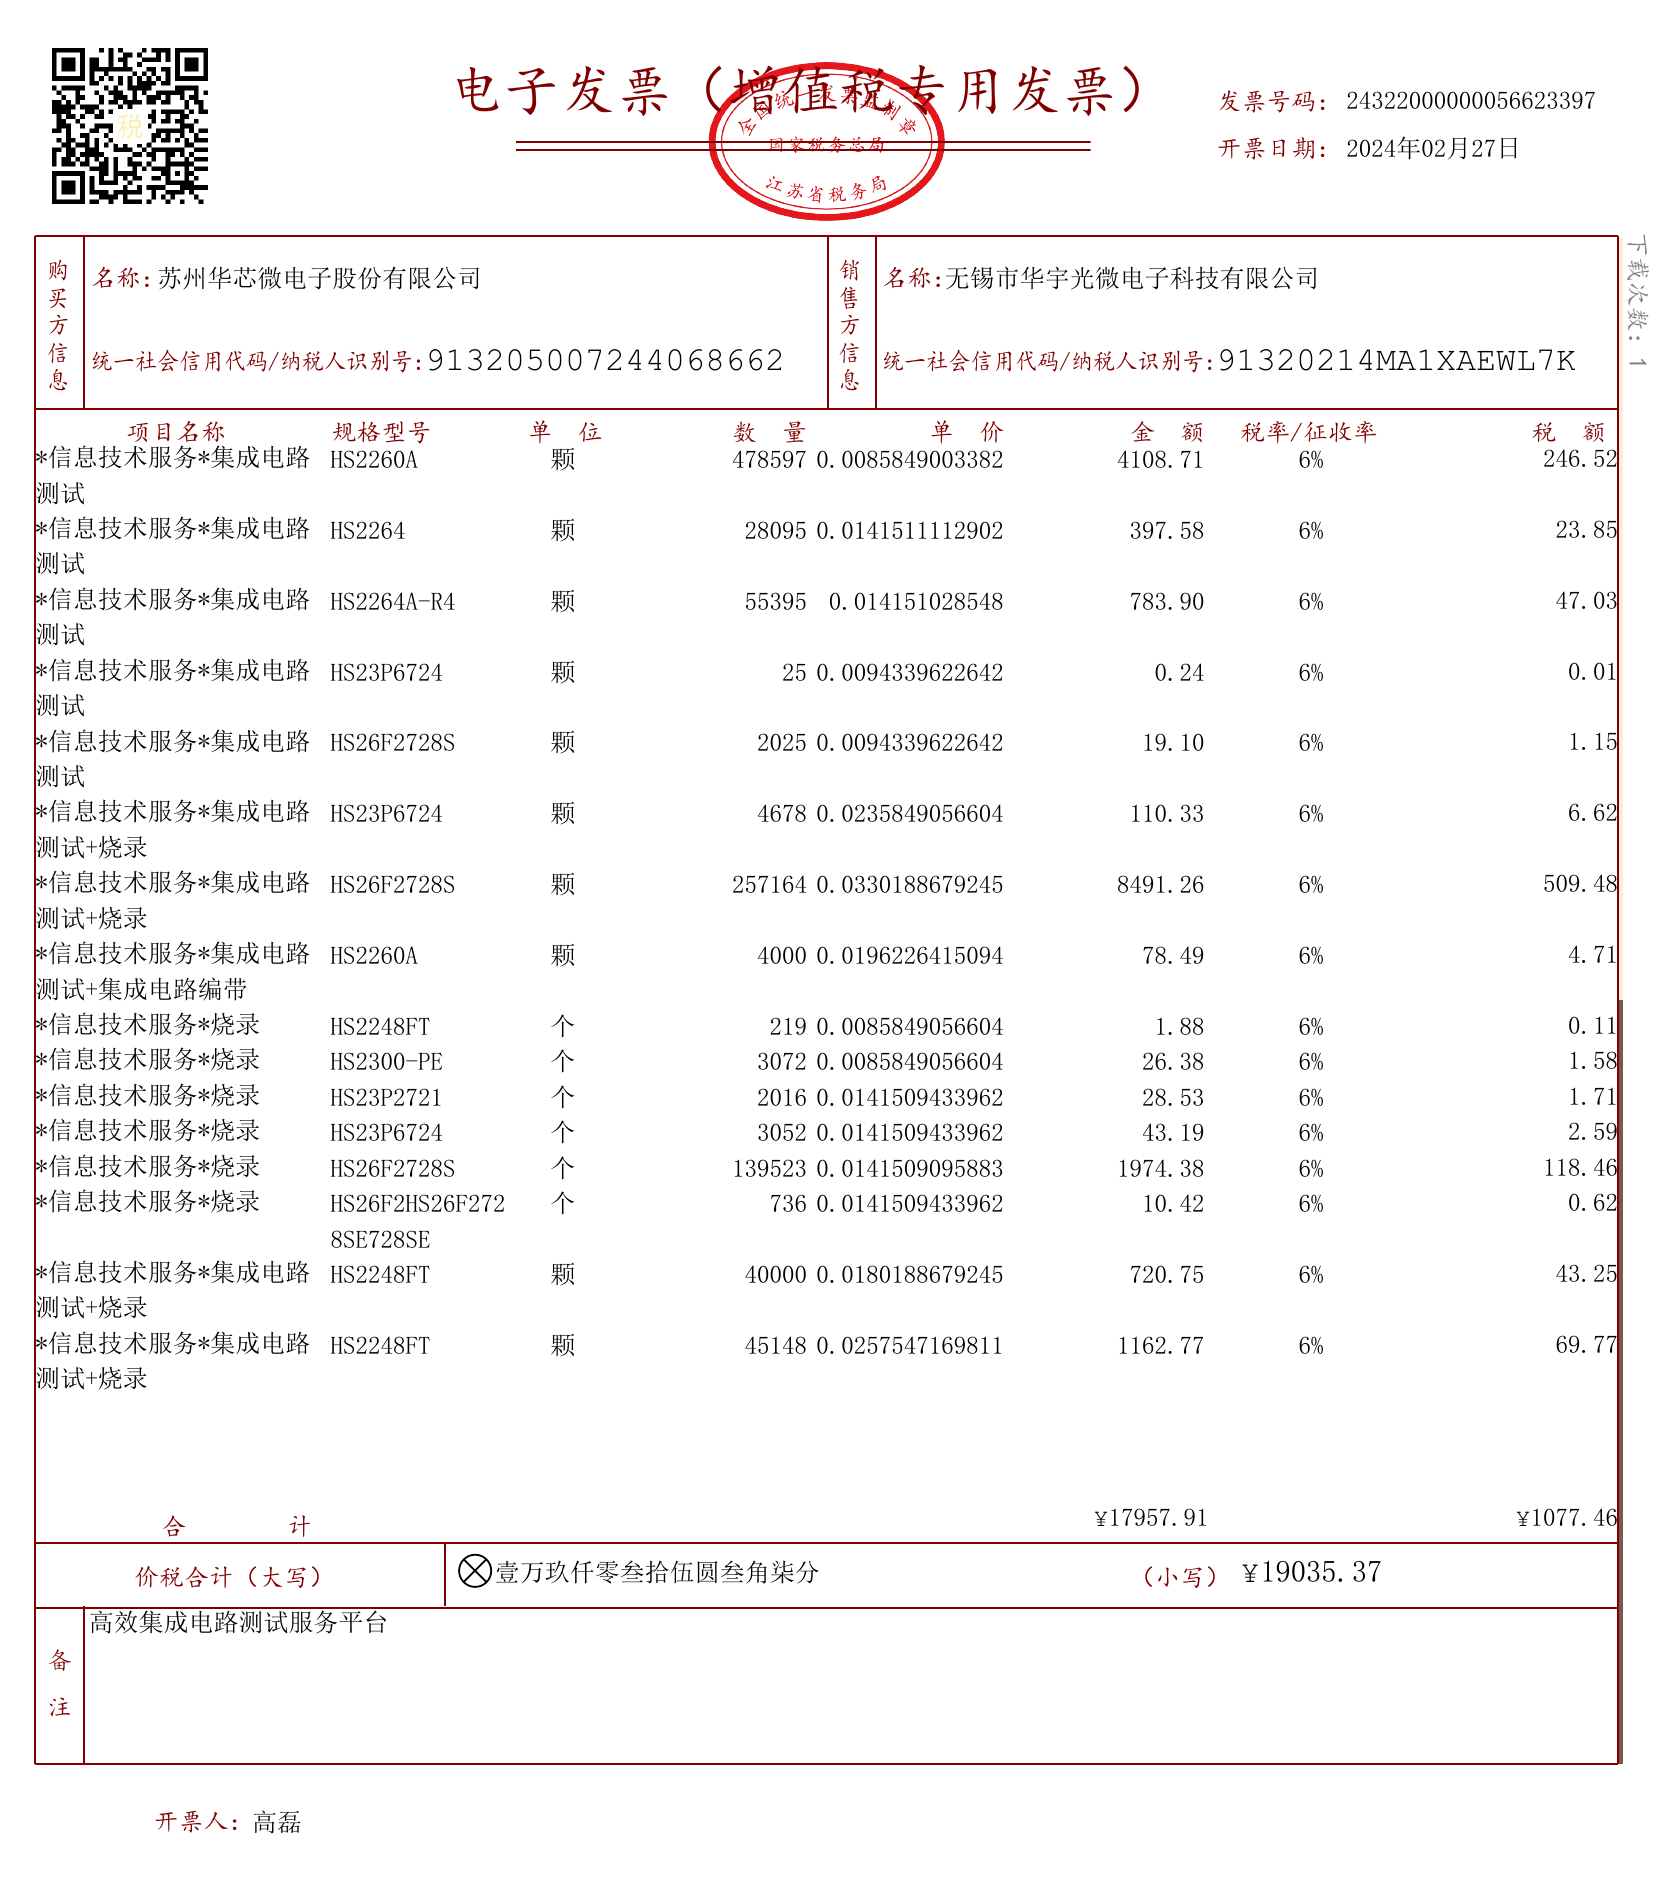 电子发票（增值税专用发票）
全国统一发票监制章
国家税务总局
江苏省税务局
税
发票号码： 24322000000056623397
开票日期： 2024年02月27日
下载次数：1
购买方信息
名称：苏州华芯微电子股份有限公司
统一社会信用代码/纳税人识别号：913205007244068662
销售方信息
名称：无锡市华宇光微电子科技有限公司
统一社会信用代码/纳税人识别号：91320214MA1XAEWL7K
项目名称 规格型号 单 位 数 量 单 价 金 额 税率/征收率 税 额
*信息技术服务*集成电路 HS2260A 颗 478597 0.0085849003382 4108.71 6% 246.52
测试
*信息技术服务*集成电路 HS2264 颗 28095 0.0141511112902 397.58 6% 23.85
测试
*信息技术服务*集成电路 HS2264A-R4 颗 55395 0.014151028548 783.90 6% 47.03
测试
*信息技术服务*集成电路 HS23P6724 颗 25 0.0094339622642 0.24 6% 0.01
测试
*信息技术服务*集成电路 HS26F2728S 颗 2025 0.0094339622642 19.10 6% 1.15
测试
*信息技术服务*集成电路 HS23P6724 颗 4678 0.0235849056604 110.33 6% 6.62
测试+烧录
*信息技术服务*集成电路 HS26F2728S 颗 257164 0.0330188679245 8491.26 6% 509.48
测试+烧录
*信息技术服务*集成电路 HS2260A 颗 4000 0.0196226415094 78.49 6% 4.71
测试+集成电路编带
*信息技术服务*烧录 HS2248FT 个 219 0.0085849056604 1.88 6% 0.11
*信息技术服务*烧录 HS2300-PE 个 3072 0.0085849056604 26.38 6% 1.58
*信息技术服务*烧录 HS23P2721 个 2016 0.0141509433962 28.53 6% 1.71
*信息技术服务*烧录 HS23P6724 个 3052 0.0141509433962 43.19 6% 2.59
*信息技术服务*烧录 HS26F2728S 个 139523 0.0141509095883 1974.38 6% 118.46
*信息技术服务*烧录 HS26F2HS26F272 个 736 0.0141509433962 10.42 6% 0.62
8SE728SE
*信息技术服务*集成电路 HS2248FT 颗 40000 0.0180188679245 720.75 6% 43.25
测试+烧录
*信息技术服务*集成电路 HS2248FT 颗 45148 0.0257547169811 1162.77 6% 69.77
测试+烧录
合 计 ¥17957.91 ¥1077.46
价税合计（大写） 壹万玖仟零叁拾伍圆叁角柒分 （小写） ¥19035.37
备注
高效集成电路测试服务平台
开票人：高磊